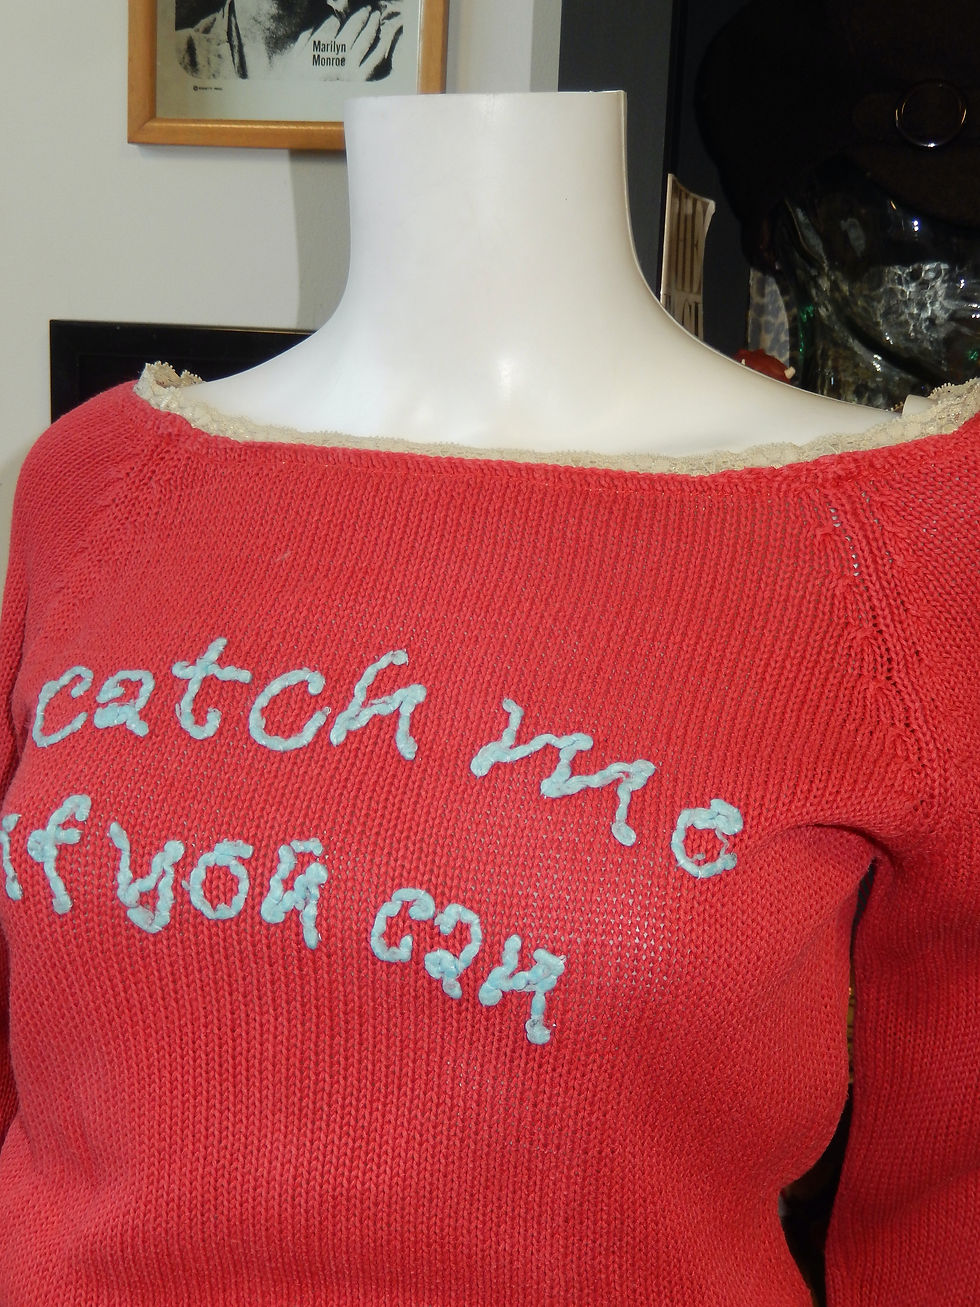 Marilyn
Monroe
catch me
if you can